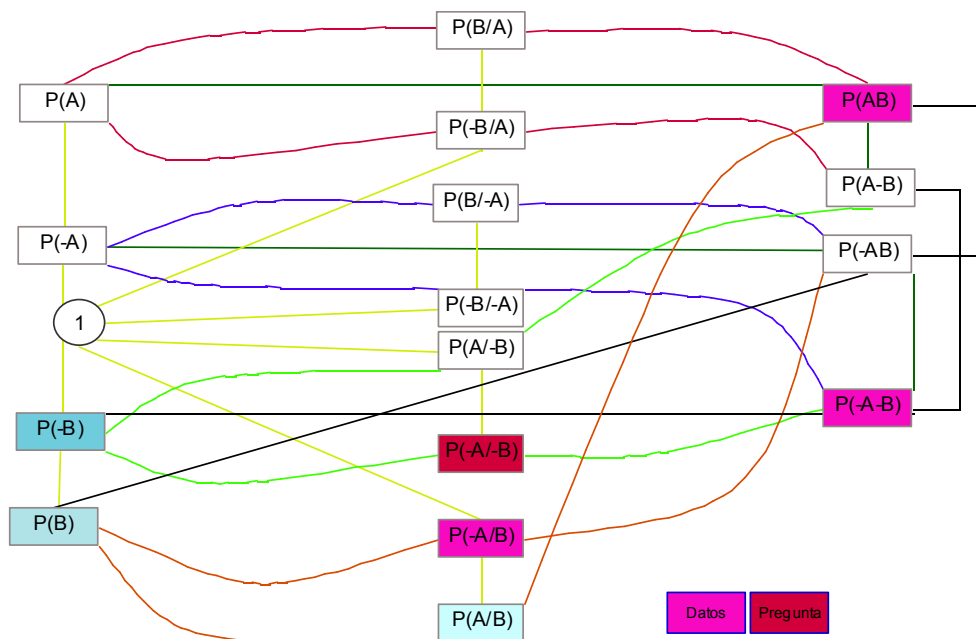 P(B/A)
P(A)
P(AB)
P(-B/A)
P(A-B)
P(B/-A)
P(-A)
P(-AB)
P(-B/-A)
1
P(A/-B)
P(-A-B)
P(-B)
P(-A/-B)
P(B)
P(-A/B)
P(A/B)
Datos
Pregunta